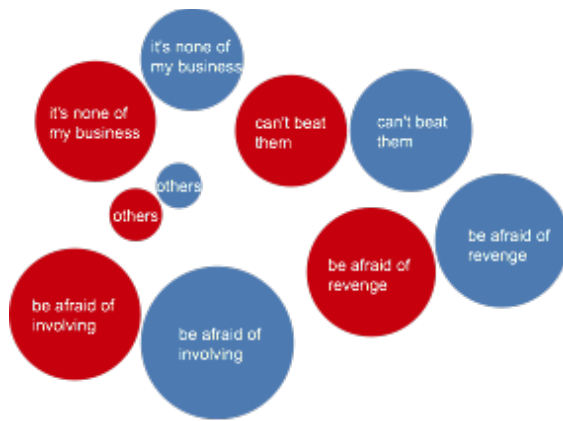 it's none of
my business
it's none of
my business
can't beat
them
can't beat
them
others
others
be afraid of
revenge
be afraid of
revenge
be afraid of
involving
be afraid of
involving